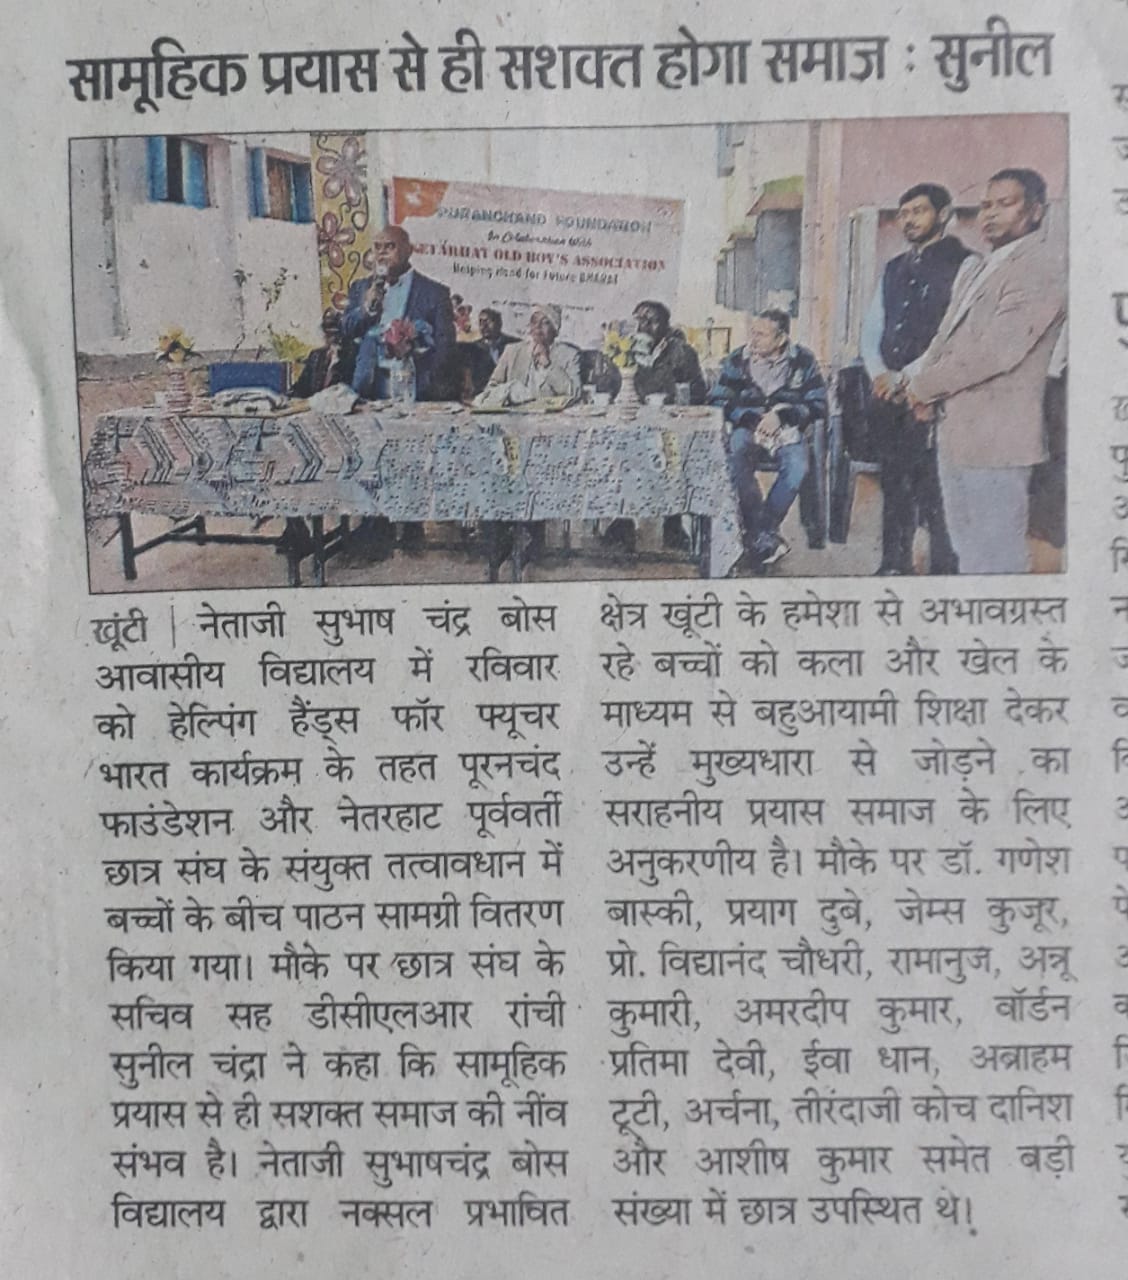 सामूहिक प्रयास से ही सशक्त होगा समाज : सुनील
PURANCHAND FOUNDATION
In Collaboration With
NETARHAT OLD BOY'S ASSOCIATION
Helping Hand for Future BHARAT
खूंटी | नेताजी सुभाष चंद्र बोस
आवासीय विद्यालय में रविवार
को हेल्पिंग हैंड्स फॉर फ्यूचर
भारत कार्यक्रम के तहत पूरनचंद
फाउंडेशन और नेतरहाट पूर्ववर्ती
छात्र संघ के संयुक्त तत्वावधान में
बच्चों के बीच पाठन सामग्री वितरण
किया गया। मौके पर छात्र संघ के
सचिव सह डीसीएलआर रांची
सुनील चंद्रा ने कहा कि सामूहिक
प्रयास से ही सशक्त समाज की नींव
संभव है। नेताजी सुभाषचंद्र बोस
विद्यालय द्वारा नक्सल प्रभावित
क्षेत्र खूंटी के हमेशा से अभावग्रस्त
रहे बच्चों को कला और खेल के
माध्यम से बहुआयामी शिक्षा देकर
उन्हें मुख्यधारा से जोड़ने का
सराहनीय प्रयास समाज के लिए
अनुकरणीय है। मौके पर डॉ. गणेश
बास्की, प्रयाग दुबे, जेम्स कुजूर,
प्रो. विद्यानंद चौधरी, रामानुज, अन्नू
कुमारी, अमरदीप कुमार, वॉर्डन
प्रतिमा देवी, ईवा धान, अब्राहम
टूटी, अर्चना, तीरंदाजी कोच दानिश
और आशीष कुमार समेत बड़ी
संख्या में छात्र उपस्थित थे।